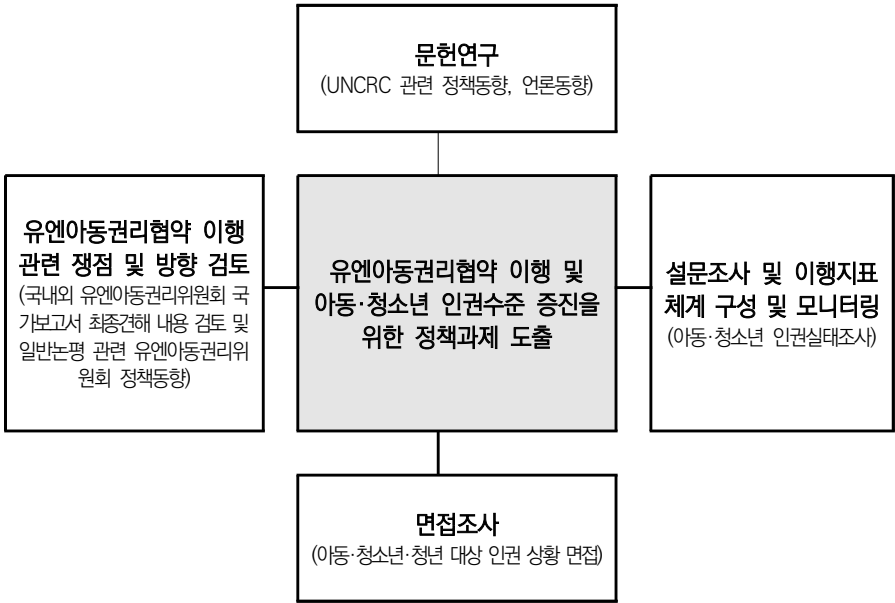 문헌연구
(UNCRC 관련 정책동향, 언론동향)
유엔아동권리협약 이행
관련 쟁점 및 방향 검토
(국내외 유엔아동권리위원회 국
가보고서 최종견해 내용 검토 및
일반논평 관련 유엔아동권리위
원회 정책동향)
유엔아동권리협약 이행 및
아동·청소년 인권수준 증진을
위한 정책과제 도출
설문조사 및 이행지표
체계 구성 및 모니터링
(아동·청소년 인권실태조사)
면접조사
(아동·청소년·청년 대상 인권 상황 면접)